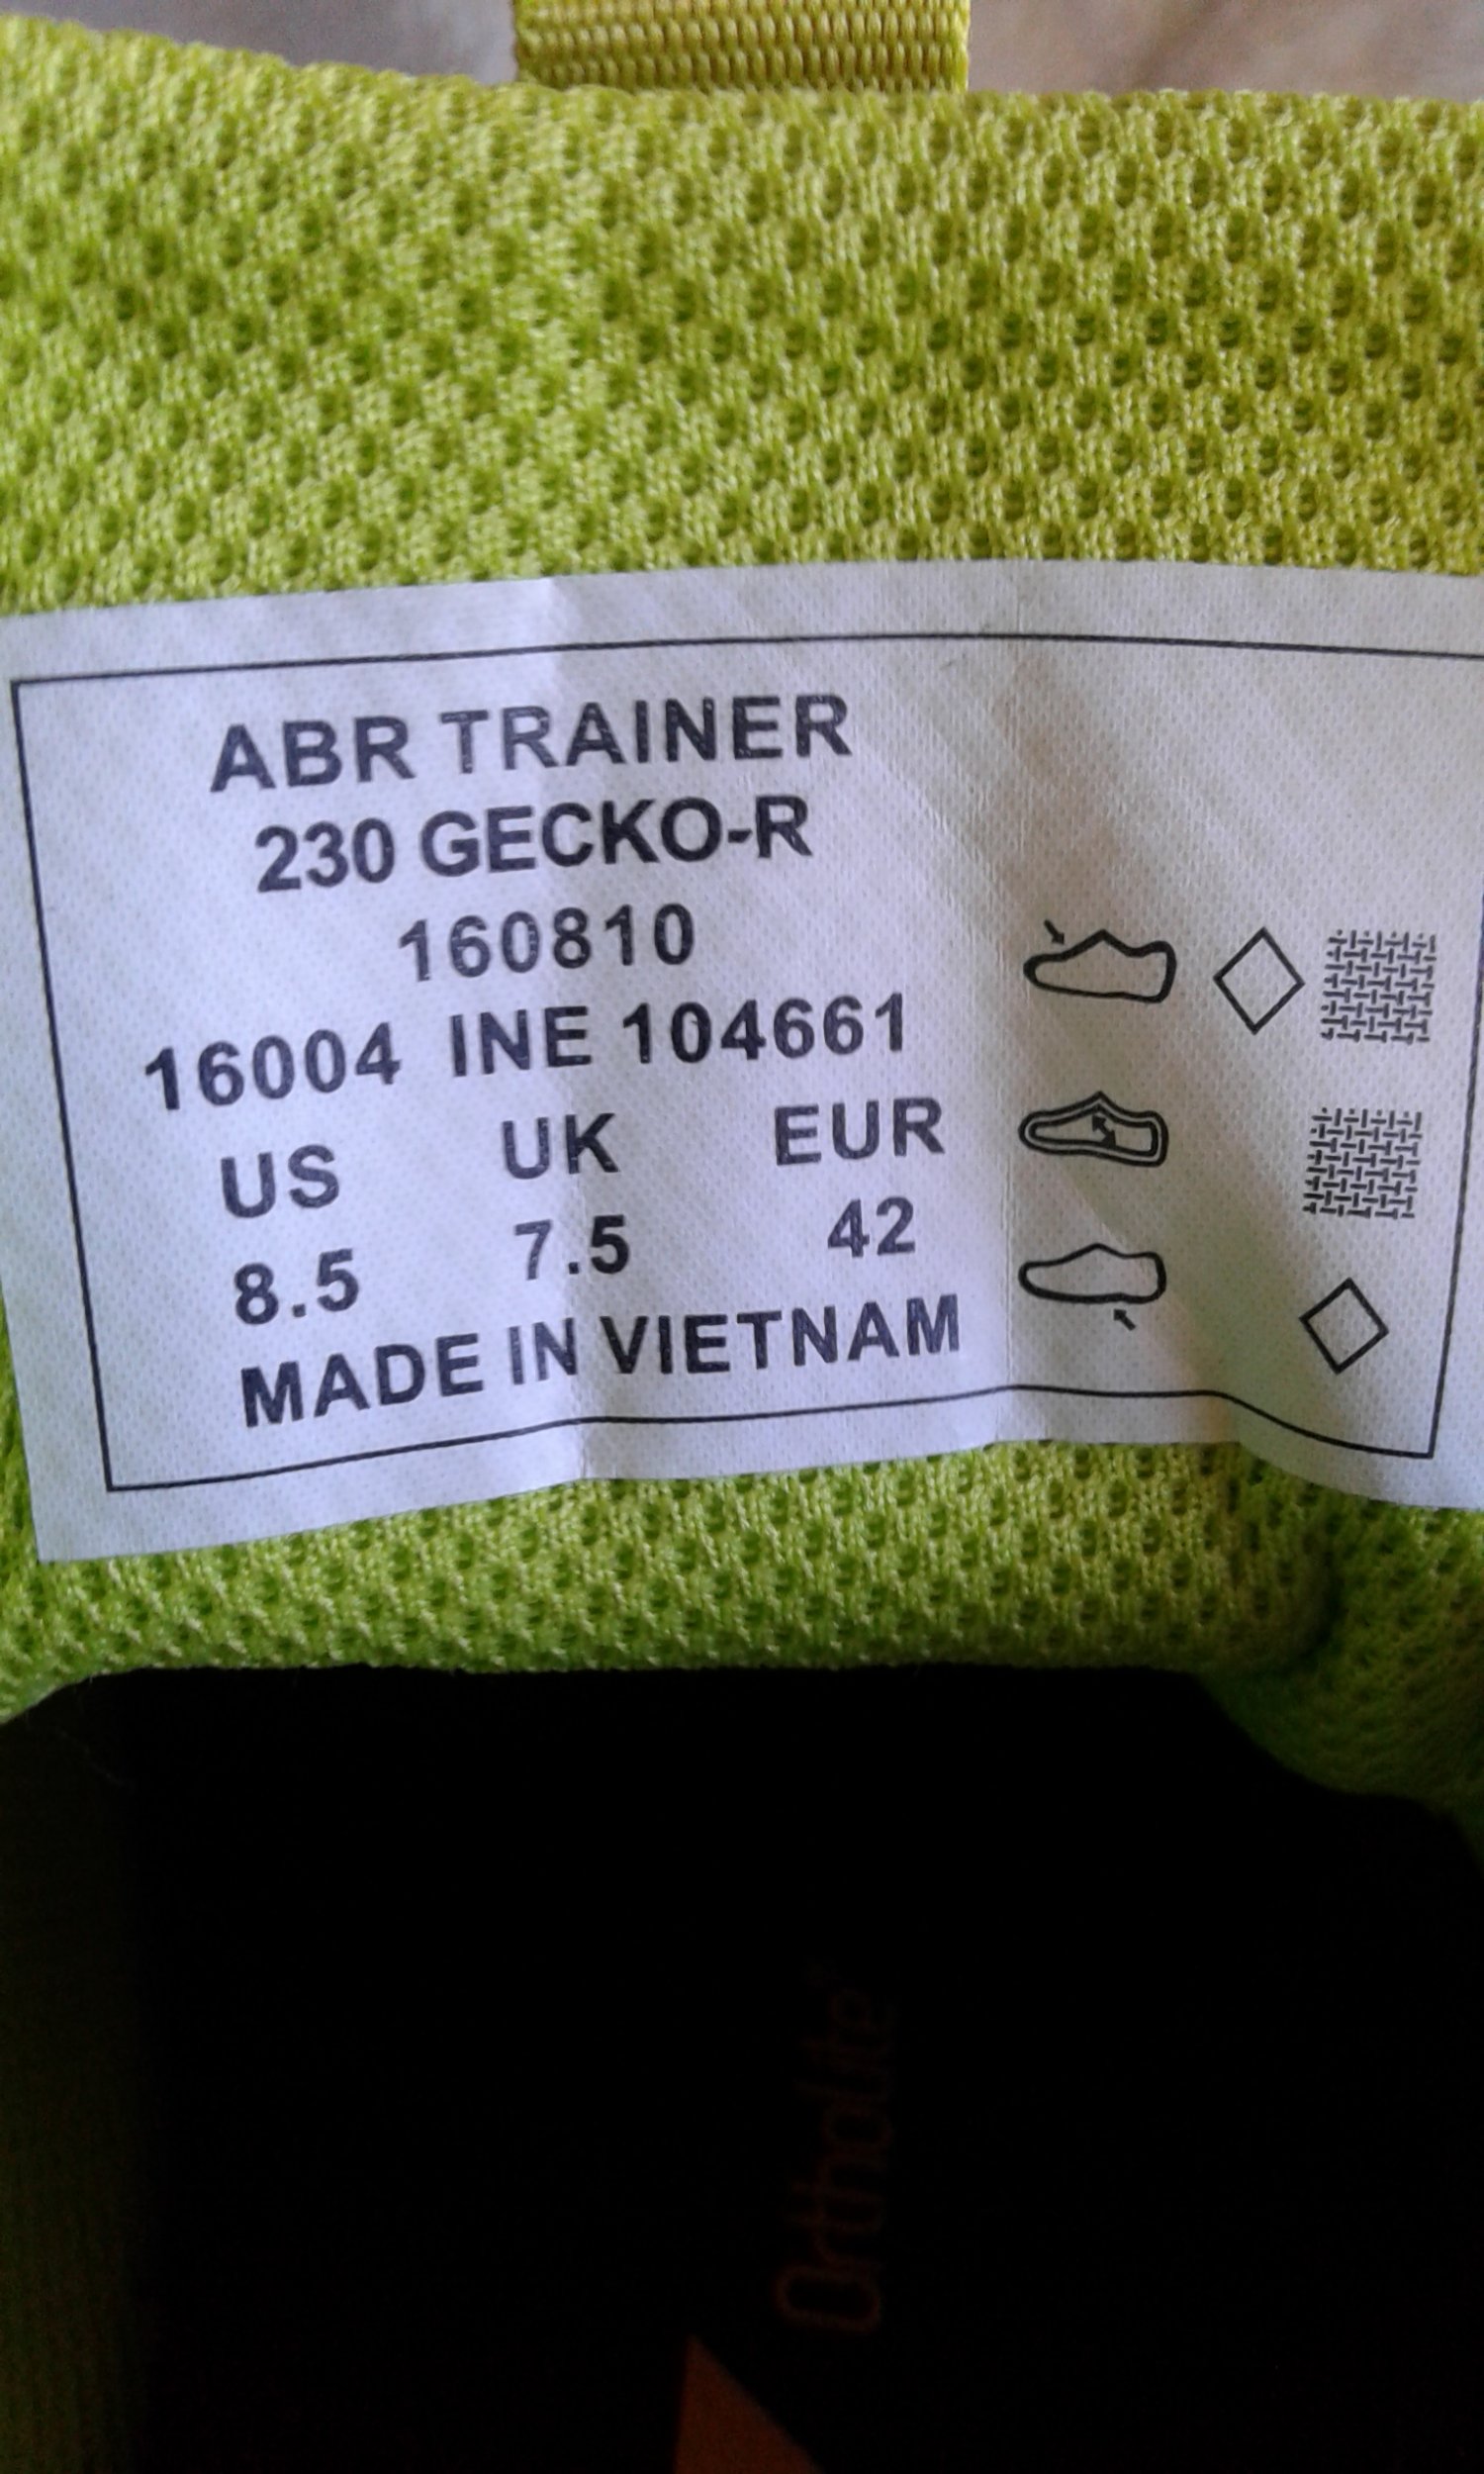 ABR TRAINER
230 GECKO-R
160810
16004 INE 104661
US UK EUR
8.5 7.5 42
MADE IN VIETNAM
Ortholite